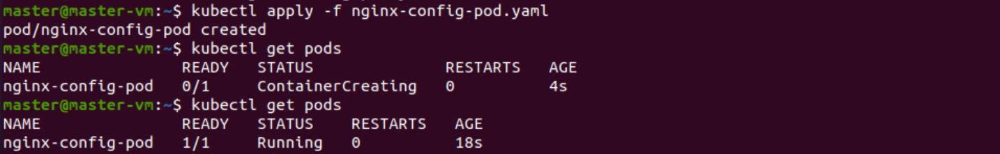 master@master-vm:~$ kubectl apply -f nginx-config-pod.yaml
pod/nginx-config-pod created
master@master-vm:~$ kubectl get pods
NAME               READY   STATUS              RESTARTS   AGE
nginx-config-pod   0/1     ContainerCreating   0          4s
master@master-vm:~$ kubectl get pods
NAME               READY   STATUS    RESTARTS   AGE
nginx-config-pod   1/1     Running   0          18s